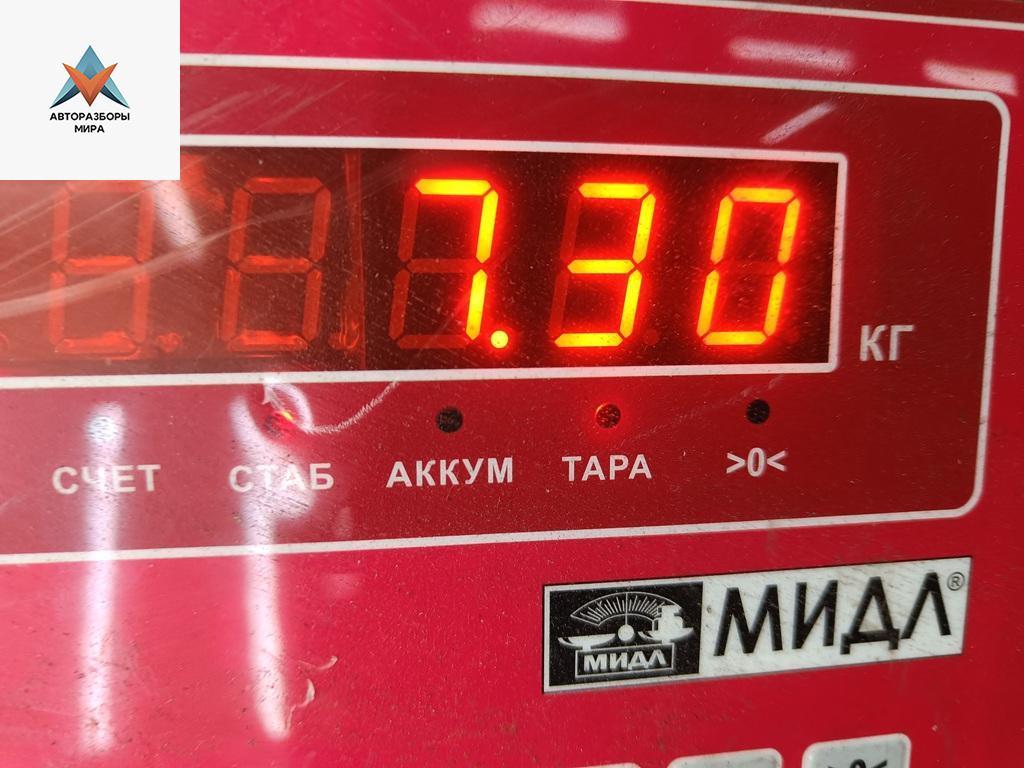 АВТОРАЗБОРЫ
МИРА
7.30
КГ
СЧЕТ СТАБ АККУМ ТАРА >0<
МИДЛ МИДЛ®